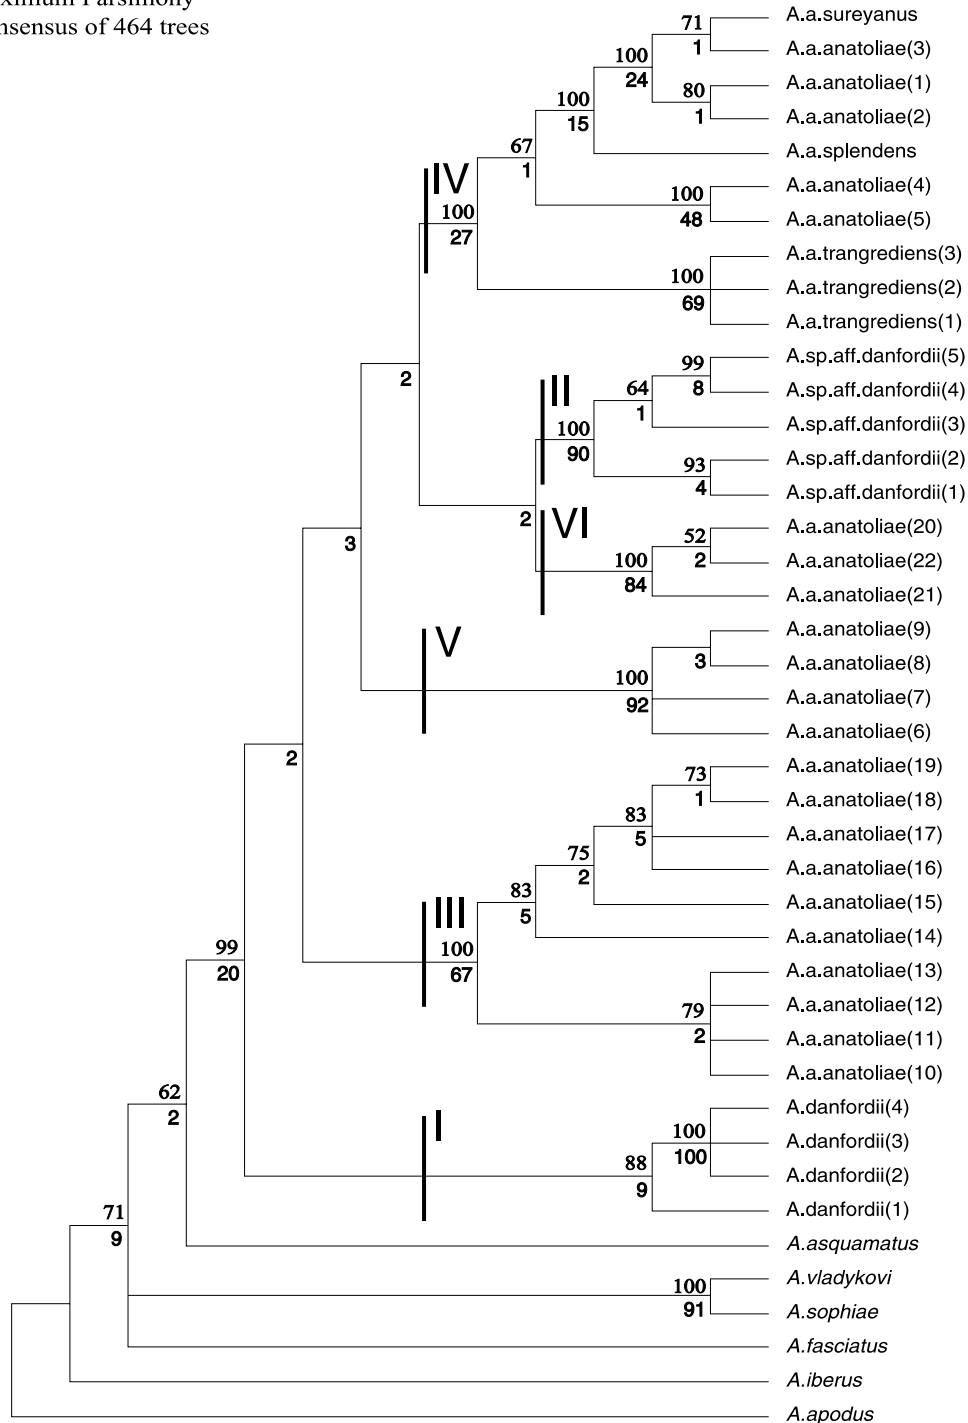 ximum Parsimony
nsensus of 464 trees
71
1
A.a.sureyanus
A.a.anatoliae(3)
100
24
80
1
A.a.anatoliae(1)
A.a.anatoliae(2)
100
15
A.a.splendens
67
1
100
48
A.a.anatoliae(4)
A.a.anatoliae(5)
IV
100
27
100
69
A.a.trangrediens(3)
A.a.trangrediens(2)
A.a.trangrediens(1)
2
99
8
A.sp.aff.danfordii(5)
A.sp.aff.danfordii(4)
64
1
A.sp.aff.danfordii(3)
II
100
90
93
4
A.sp.aff.danfordii(2)
A.sp.aff.danfordii(1)
2
VI
52
2
A.a.anatoliae(20)
A.a.anatoliae(22)
100
84
A.a.anatoliae(21)
3
V
100
92
3
A.a.anatoliae(9)
A.a.anatoliae(8)
A.a.anatoliae(7)
A.a.anatoliae(6)
2
73
1
A.a.anatoliae(19)
A.a.anatoliae(18)
83
5
A.a.anatoliae(17)
A.a.anatoliae(16)
75
2
A.a.anatoliae(15)
83
5
A.a.anatoliae(14)
III
100
67
79
2
A.a.anatoliae(13)
A.a.anatoliae(12)
A.a.anatoliae(11)
A.a.anatoliae(10)
99
20
I
88
9
100
100
A.danfordii(4)
A.danfordii(3)
A.danfordii(2)
A.danfordii(1)
62
2
A.asquamatus
71
9
100
91
A.vladykovi
A.sophiae
A.fasciatus
A.iberus
A.apodus